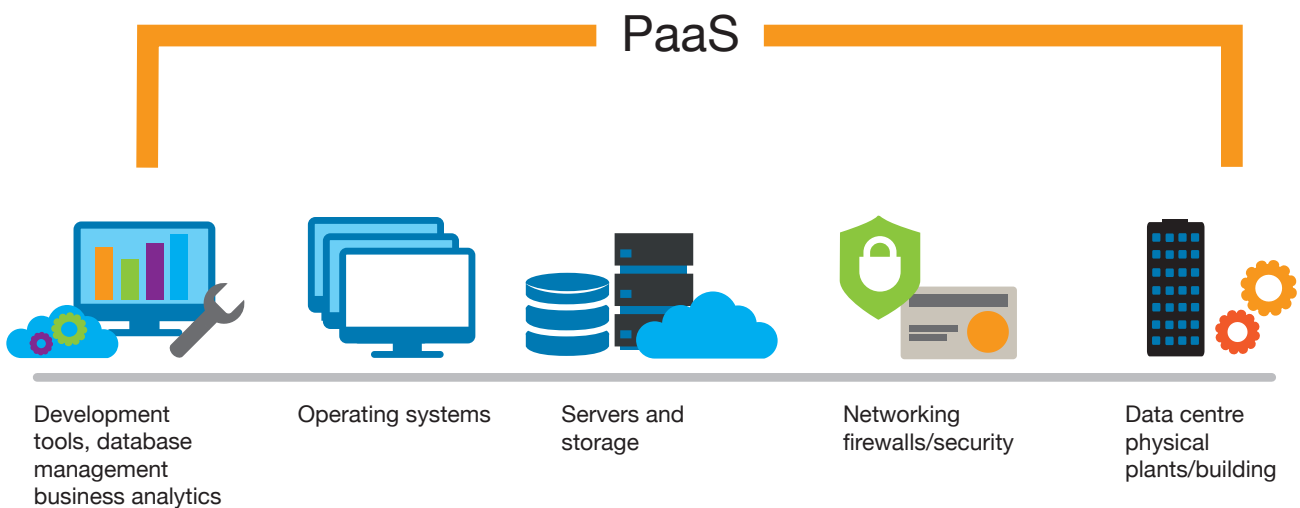 PaaS
Development
tools, database
management
business analytics
Operating systems
Servers and
storage
Networking
firewalls/security
Data centre
physical
plants/building